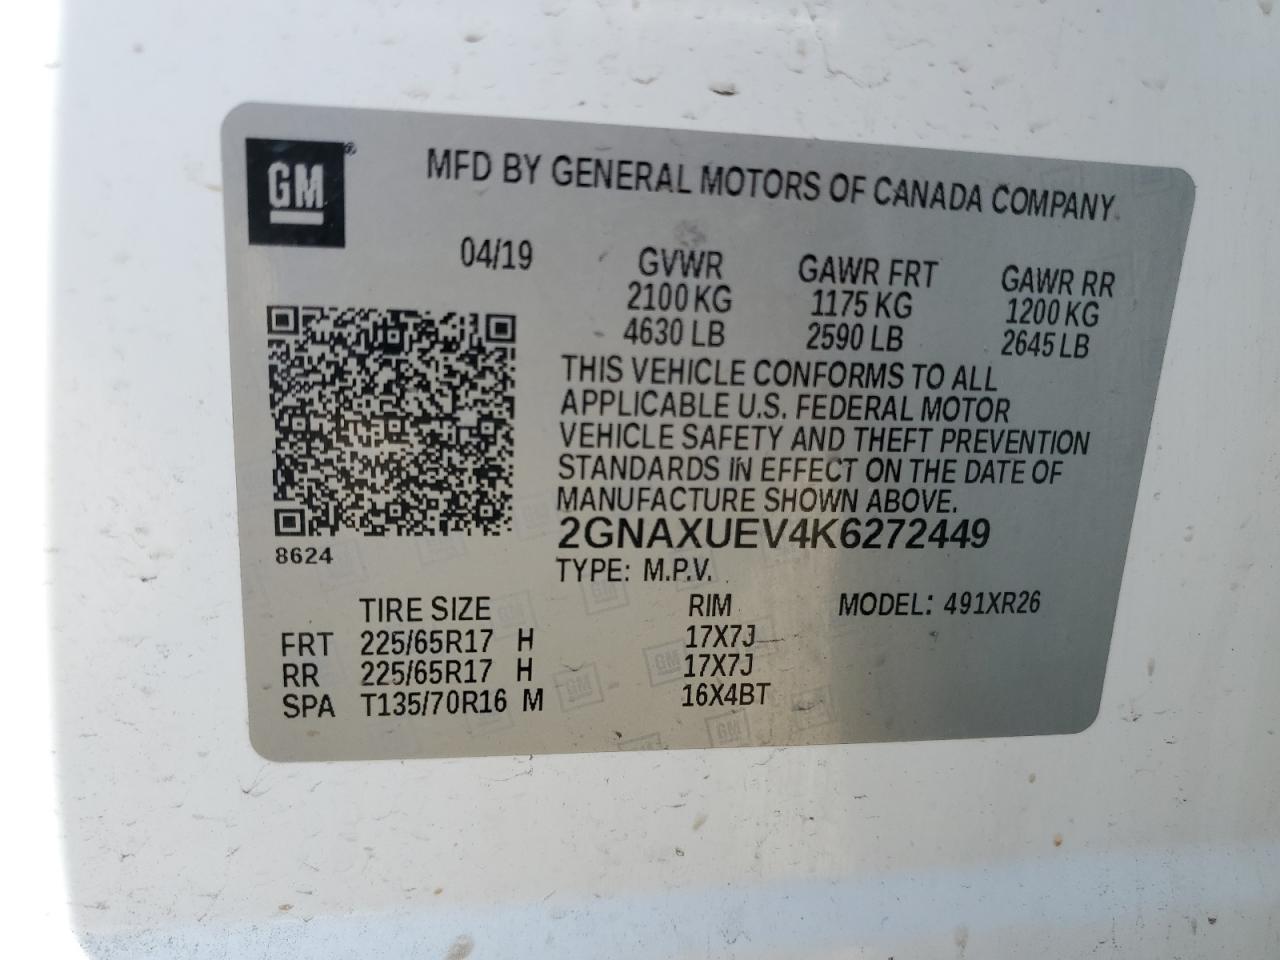 GM®
MFD BY GENERAL MOTORS OF CANADA COMPANY
04/19
GVWR GAWR FRT GAWR RR
2100 KG 1175 KG 1200 KG
4630 LB 2590 LB 2645 LB
THIS VEHICLE CONFORMS TO ALL
APPLICABLE U.S. FEDERAL MOTOR
VEHICLE SAFETY AND THEFT PREVENTION
STANDARDS IN EFFECT ON THE DATE OF
MANUFACTURE SHOWN ABOVE.
2GNAXUEV4K6272449
8624
TYPE: M.P.V.
TIRE SIZE RIM MODEL: 491XR26
FRT 225/65R17 H 17X7J
RR 225/65R17 H 17X7J
SPA T135/70R16 M 16X4BT